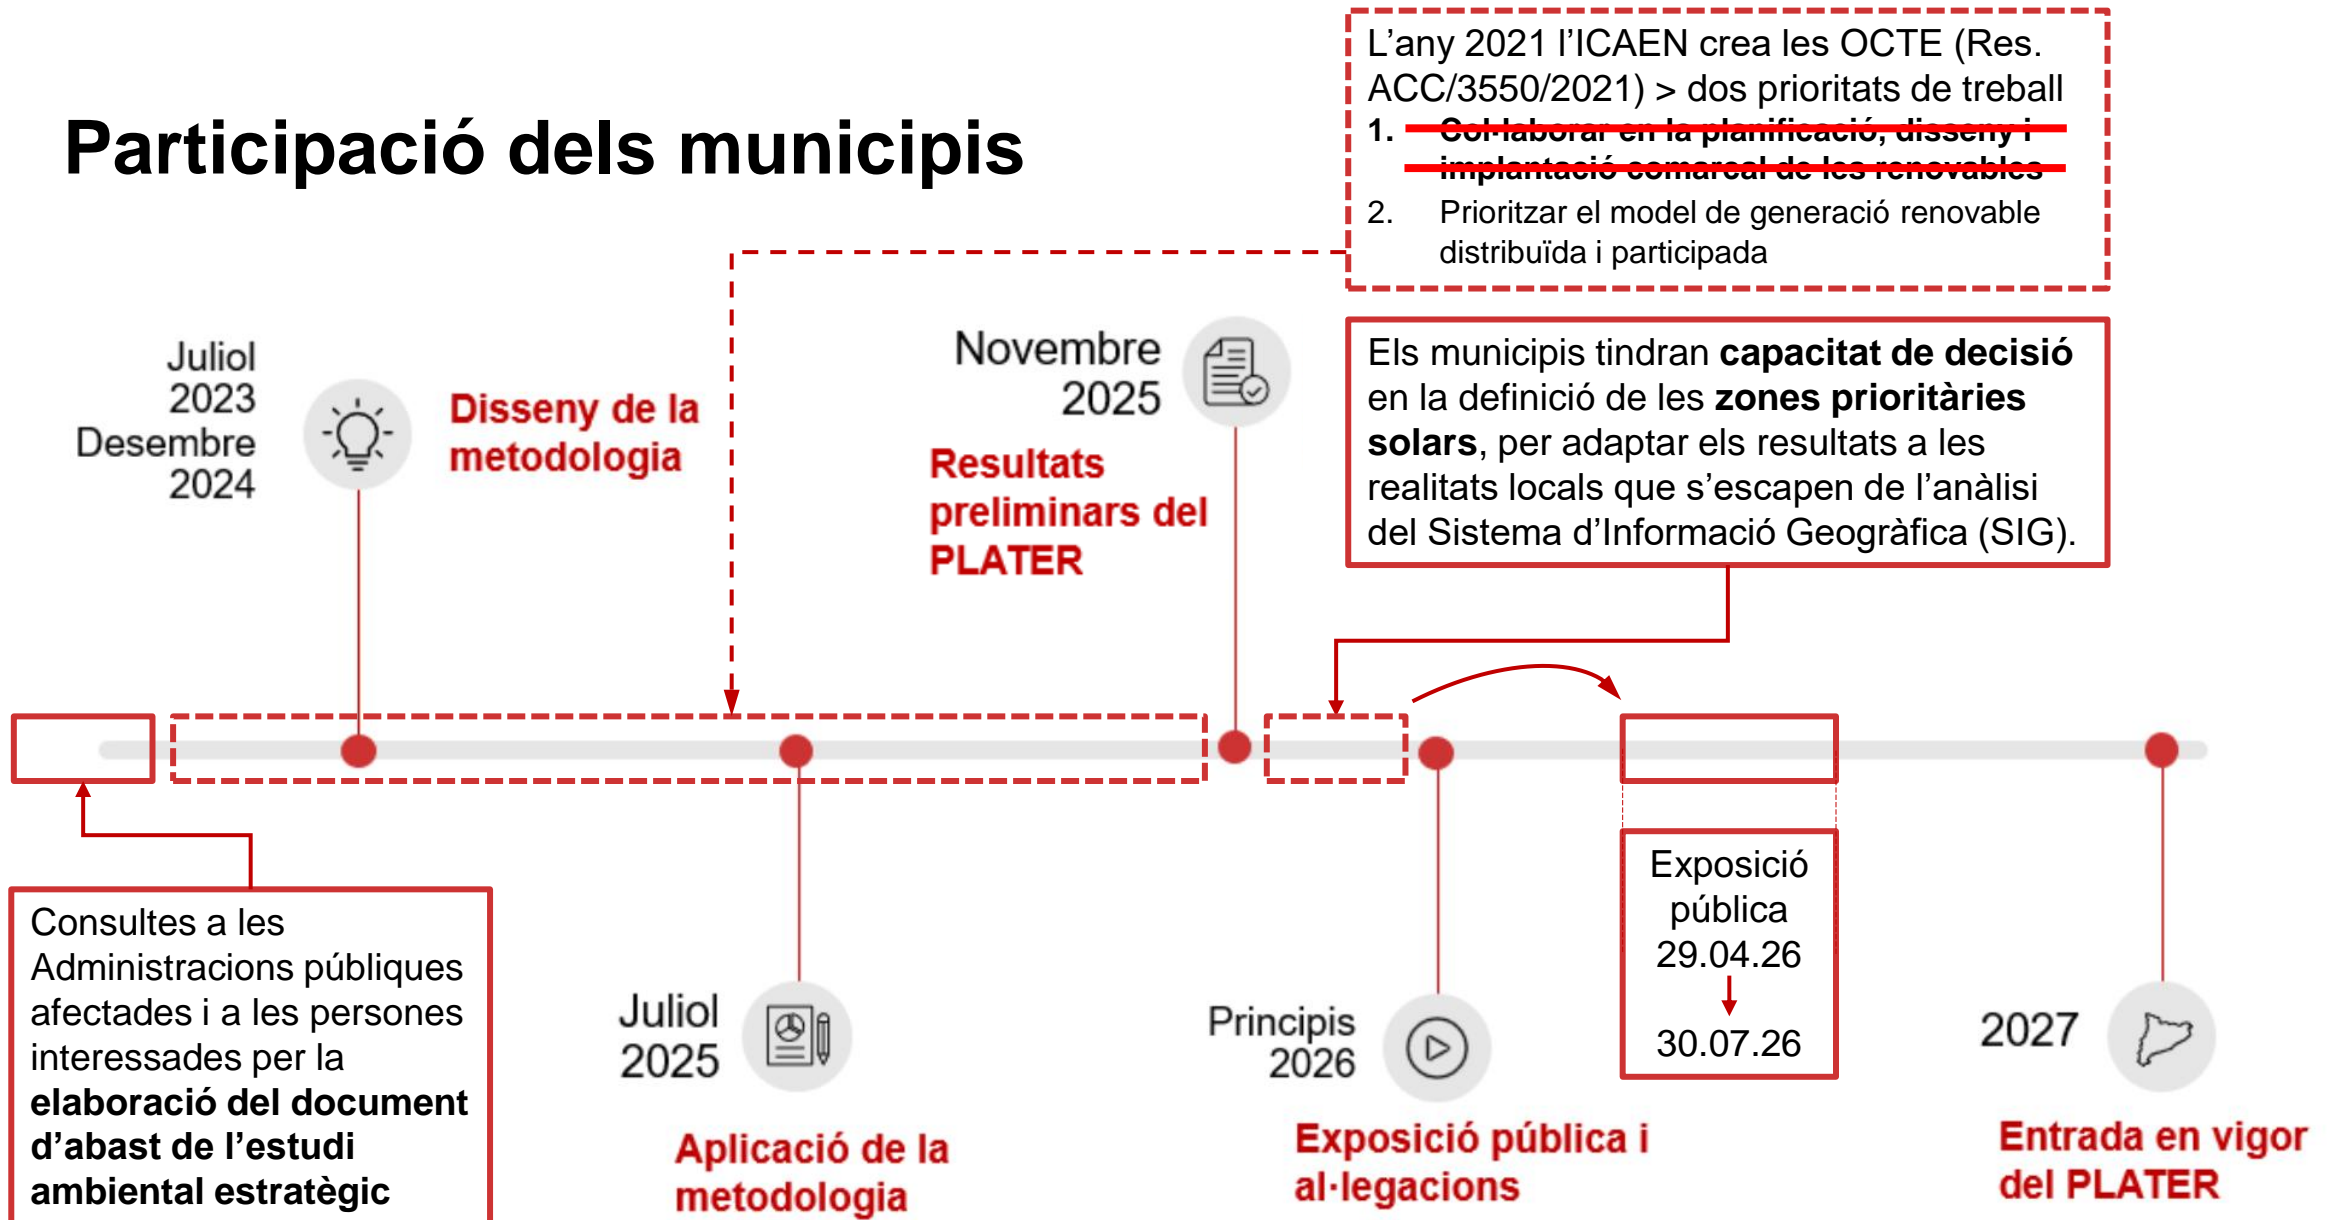 Participació dels municipis
L’any 2021 l’ICAEN crea les OCTE (Res.
ACC/3550/2021) > dos prioritats de treball
1. Col·laborar en la planificació, disseny i
implantació comarcal de les renovables
2. Prioritzar el model de generació renovable
distribuïda i participada
Juliol
2023
Desembre
2024
Disseny de la
metodologia
Novembre
2025
Resultats
preliminars del
PLATER
Els municipis tindran capacitat de decisió
en la definició de les zones prioritàries
solars, per adaptar els resultats a les
realitats locals que s’escapen de l’anàlisi
del Sistema d’Informació Geogràfica (SIG).
Consultes a les
Administracions públiques
afectades i a les persones
interessades per la
elaboració del document
d’abast de l’estudi
ambiental estratègic
Juliol
2025
Aplicació de la
metodologia
Principis
2026
Exposició pública i
al·legacions
Exposició
pública
29.04.26
30.07.26
2027
Entrada en vigor
del PLATER